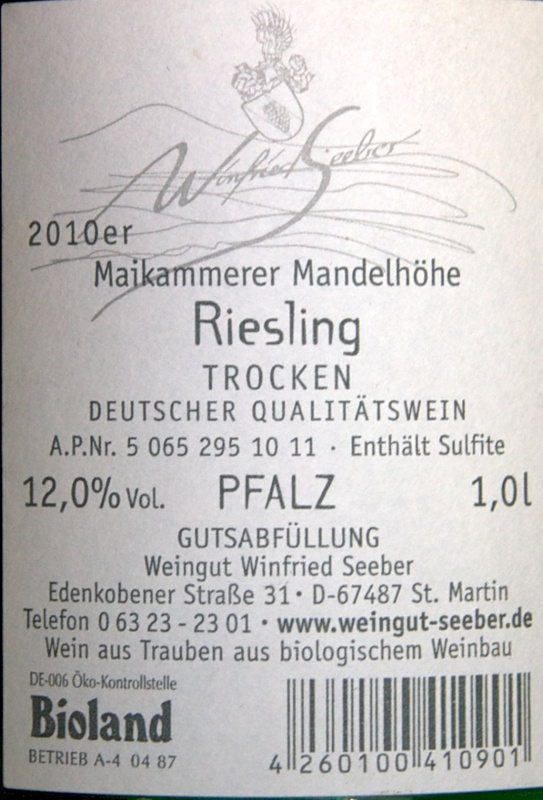 Winfried Seeber
2010er
Maikammerer Mandelhöhe
Riesling
TROCKEN
DEUTSCHER QUALITÄTSWEIN
A.P.Nr. 5 065 295 10 11 · Enthält Sulfite
12,0% Vol. PFALZ 1,0l
GUTSABFÜLLUNG
Weingut Winfried Seeber
Edenkobener Straße 31 · D-67487 St. Martin
Telefon 0 63 23 - 23 01 · www.weingut-seeber.de
Wein aus Trauben aus biologischem Weinbau
DE-006 Öko-Kontrollstelle
Bioland
BETRIEB A-4 04 87
4 260100 410901